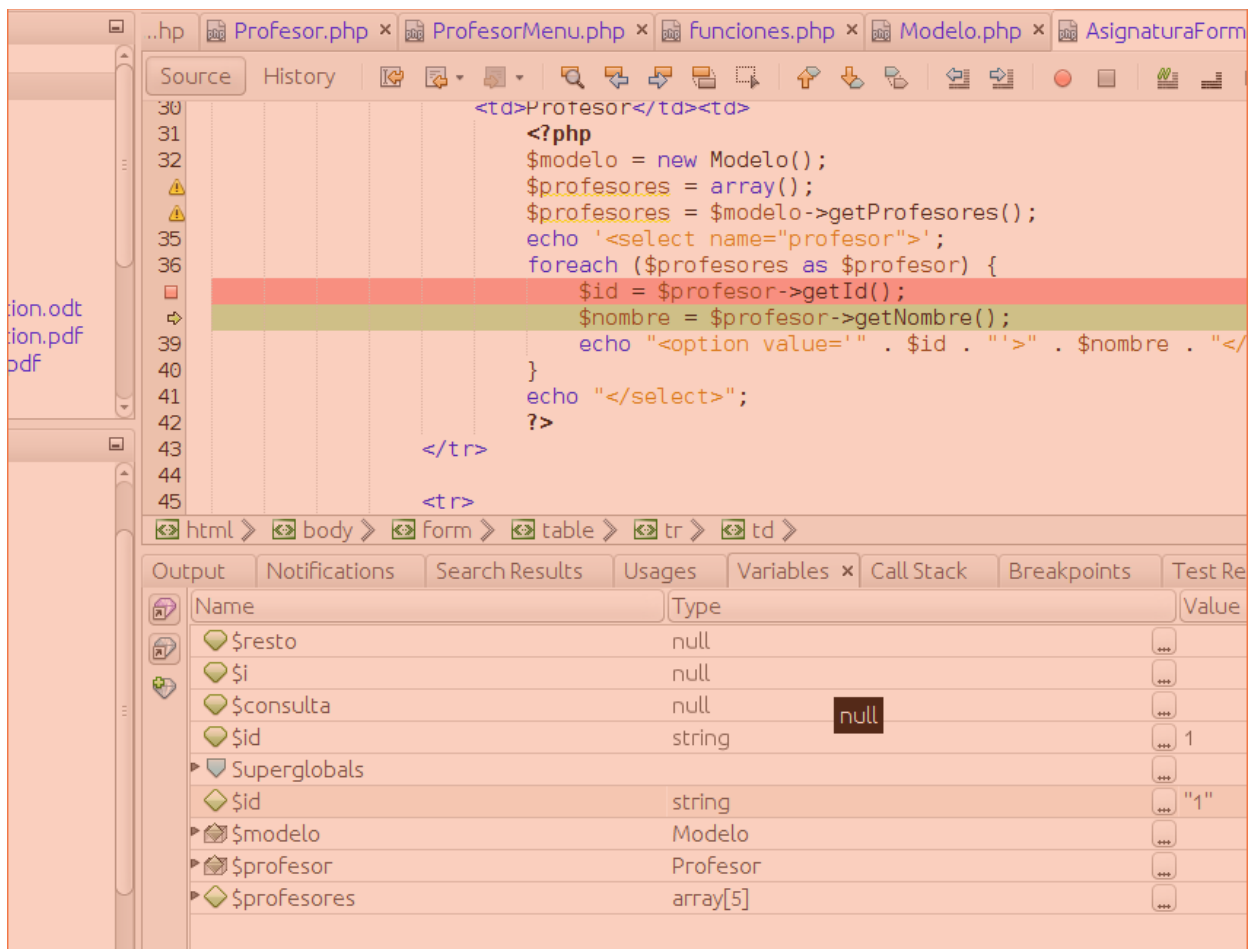 ..hp Profesor.php × ProfesorMenu.php × funciones.php × Modelo.php × AsignaturaForm
Source History
30 <td>Profesor</td><td>
31 <?php
32 $modelo = new Modelo();
$profesores = array();
$profesores = $modelo->getProfesores();
35 echo '<select name="profesor">';
36 foreach ($profesores as $profesor) {
$id = $profesor->getId();
$nombre = $profesor->getNombre();
39 echo "<option value='" . $id . "'>" . $nombre . "</
40 }
41 echo "</select>";
42 ?>
43 </tr>
44
45 <tr>
ion.odt
ion.pdf
odf
html body form table tr td
Output Notifications Search Results Usages Variables × Call Stack Breakpoints Test Re
Name Type Value
$resto null ...
$i null ...
$consulta null ...
null
$id string ... 1
Superglobals ...
$id string ... "1"
$modelo Modelo ...
$profesor Profesor ...
$profesores array[5] ...